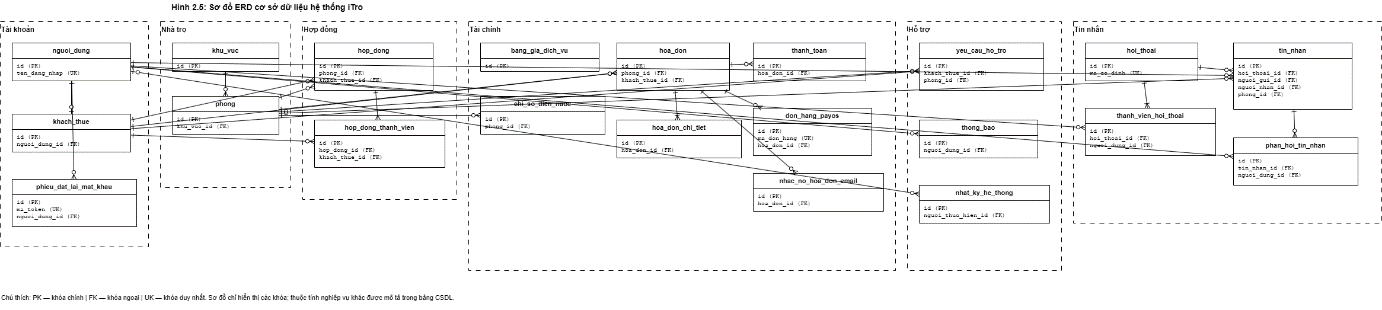 Hình 2.5: Sơ đồ ERD cơ sở dữ liệu hệ thống iTro
Tài khoản
nguoi_dung
id (PK)
ten_dang_nhap (UK)
khach_thue
id (PK)
nguoi_dung_id (FK)
phieu_dat_lai_mat_khau
id (PK)
ma_token (UK)
nguoi_dung_id (FK)
Nhà trọ
khu_vuc
id (PK)
phong
id (PK)
khu_vuc_id (FK)
Hợp đồng
hop_dong
id (PK)
phong_id (FK)
khach_thue_id (FK)
hop_dong_thanh_vien
id (PK)
hop_dong_id (FK)
khach_thue_id (FK)
Tài chính
bang_gia_dich_vu
id (PK)
chi_so_dien_nuoc
id (PK)
phong_id (FK)
hoa_don
id (PK)
phong_id (FK)
khach_thue_id (FK)
hoa_don_chi_tiet
id (PK)
hoa_don_id (FK)
thanh_toan
id (PK)
hoa_don_id (FK)
don_hang_payos
id (PK)
ma_don_hang (UK)
hoa_don_id (FK)
nhac_no_hoa_don_email
id (PK)
hoa_don_id (FK)
Hỗ trợ
yeu_cau_ho_tro
id (PK)
khach_thue_id (FK)
phong_id (FK)
thong_bao
id (PK)
nguoi_dung_id (FK)
nhat_ky_he_thong
id (PK)
nguoi_thuc_hien_id (FK)
Tin nhắn
hoi_thoai
id (PK)
ma_co_dinh (UK)
thanh_vien_hoi_thoai
id (PK)
hoi_thoai_id (FK)
nguoi_dung_id (FK)
tin_nhan
id (PK)
hoi_thoai_id (FK)
nguoi_gui_id (FK)
nguoi_nhan_id (FK)
phong_id (FK)
phan_hoi_tin_nhan
id (PK)
tin_nhan_id (FK)
nguoi_dung_id (FK)
Chú thích: PK — khóa chính | FK — khóa ngoại | UK — khóa duy nhất. Sơ đồ chỉ hiển thị các khóa; thuộc tính nghiệp vụ khác được mô tả trong bảng CSDL.